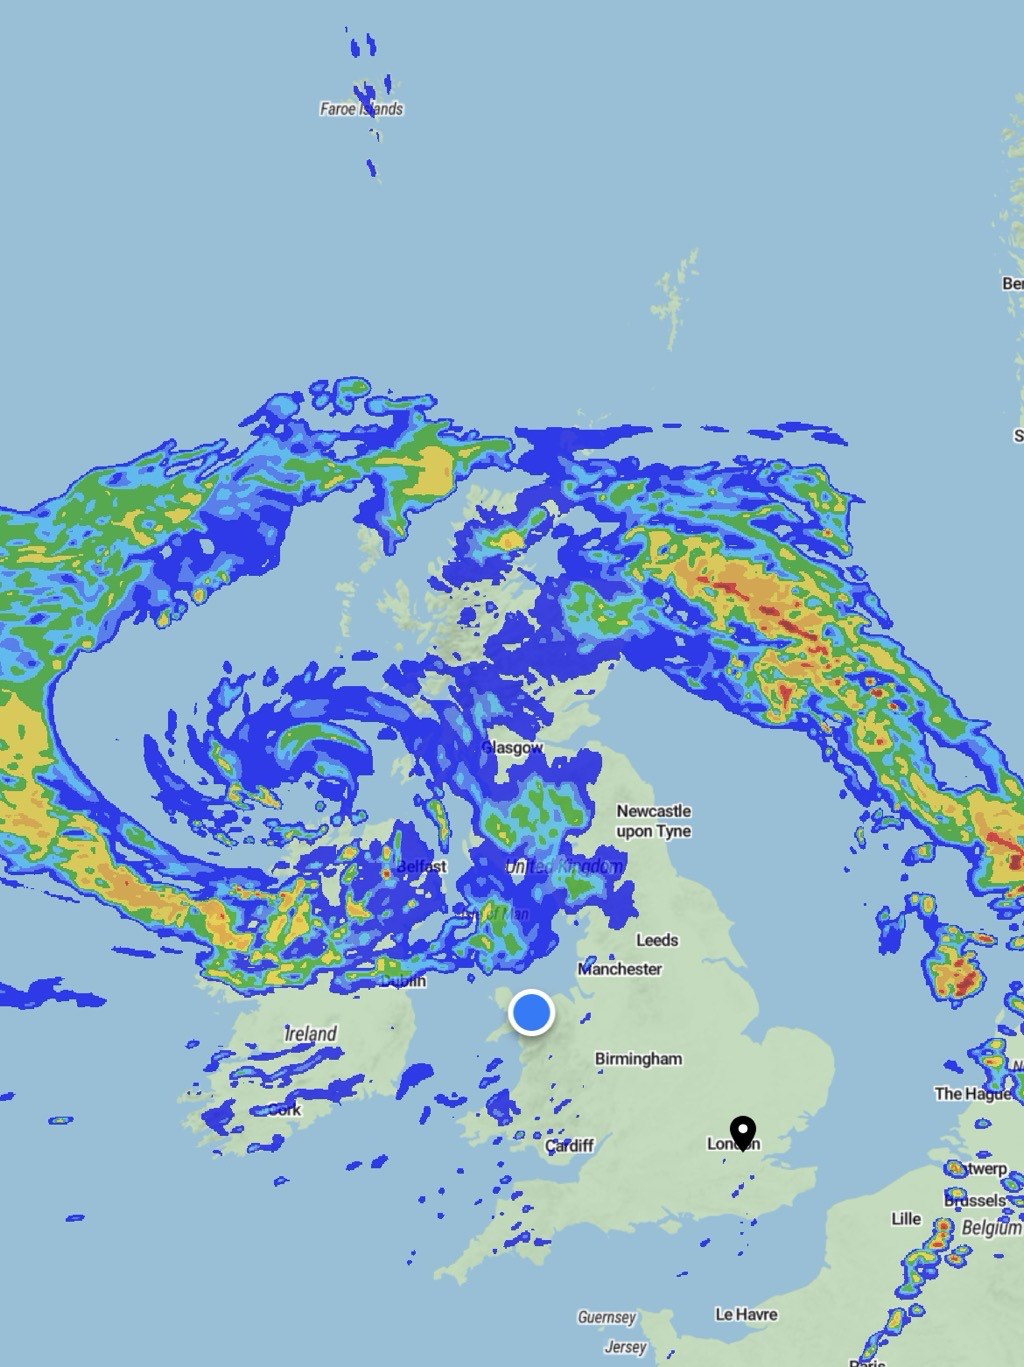 Faroe Islands
Ber
S
Glasgow
Newcastle
upon Tyne
Belfast
United Kingdom
Isle of Man
Leeds
Manchester
Dublin
Ireland
Birmingham
The Hague
N
Cork
Cardiff
London
Antwerp
Brussels
Lille
Belgium
Guernsey
Le Havre
Jersey
Paris